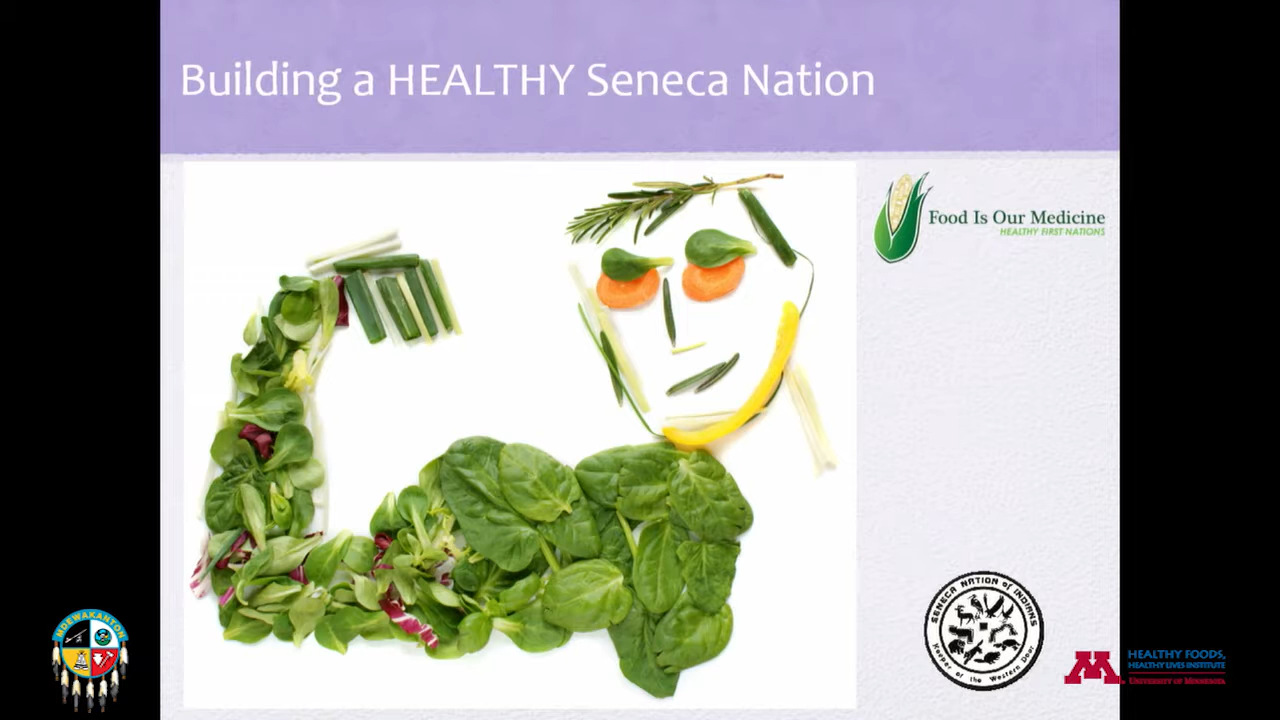 Building a HEALTHY Seneca Nation
Food Is Our Medicine
HEALTHY FIRST NATIONS
SENECA NATION of INDIANS
Keeper of the Western Door
MDEWAKANTON
M
HEALTHY FOODS,
HEALTHY LIVES INSTITUTE
UNIVERSITY OF MINNESOTA